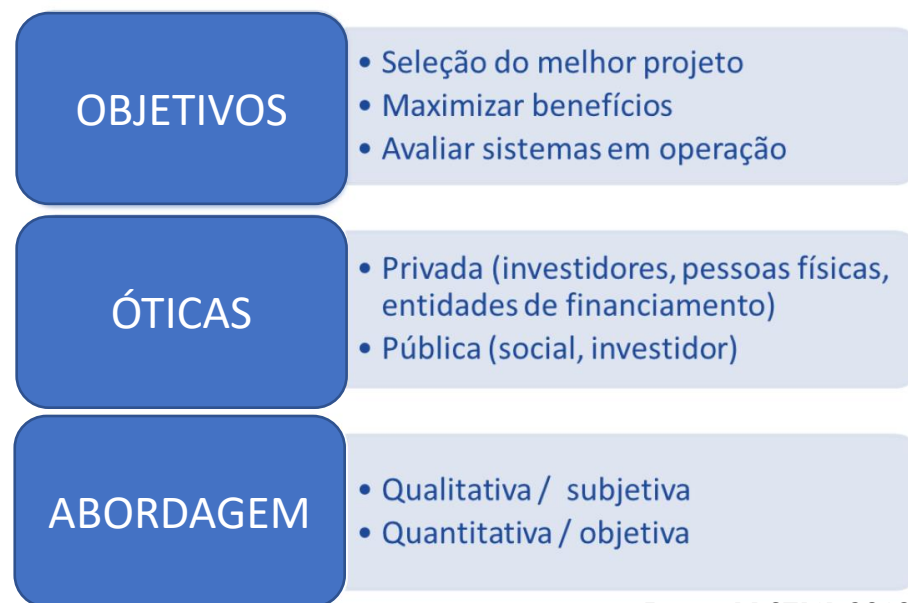 OBJETIVOS
• Seleção do melhor projeto
• Maximizar benefícios
• Avaliar sistemas em operação
ÓTICAS
• Privada (investidores, pessoas físicas,
entidades de financiamento)
• Pública (social, investidor)
ABORDAGEM
• Qualitativa / subjetiva
• Quantitativa / objetiva